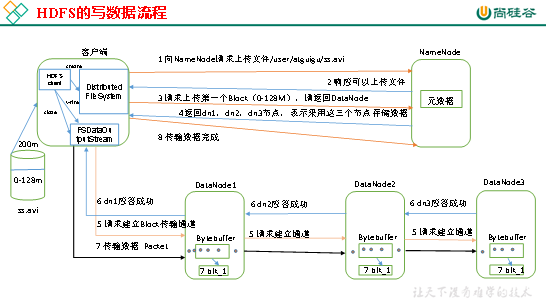 HDFS的写数据流程
尚硅谷
客户端
NameNode
1 向NameNode请求上传文件/user/atguigu/ss.avi
create
HDFS
client
Distributed
FileSystem
2 响应可以上传文件
元数据
write
3 请求上传第一个Block（0-128M），请返回DataNode
close
4返回dn1，dn2，dn3节点，表示采用这三个节点存储数据
FSDataOu
tputStream
8 传输数据完成
200m
0-128m
ss.avi
DataNode1
DataNode2
DataNode3
6 dn1应答成功
6 dn2应答成功
6 dn3应答成功
5 请求建立Block传输通道
5 请求建立通道
5 请求建立通道
Bytebuffer
Bytebuffer
Bytebuffer
7 传输数据 Packet
7 blk_1
7 blk_1
7 blk_1
让天下没有难学的技术